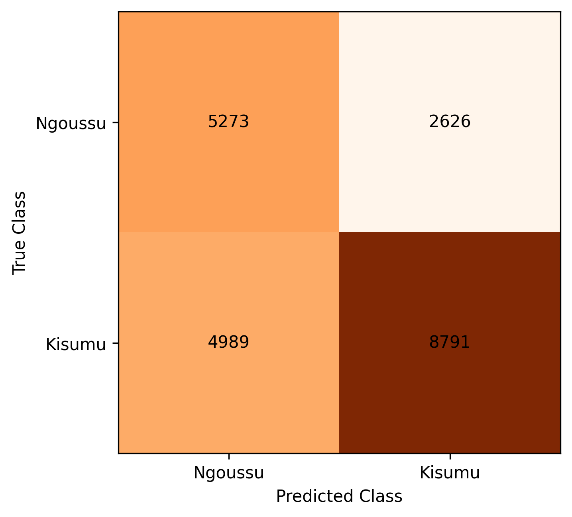 Ngoussu
5273
2626
True Class
Kisumu
4989
8791
Ngoussu
Kisumu
Predicted Class